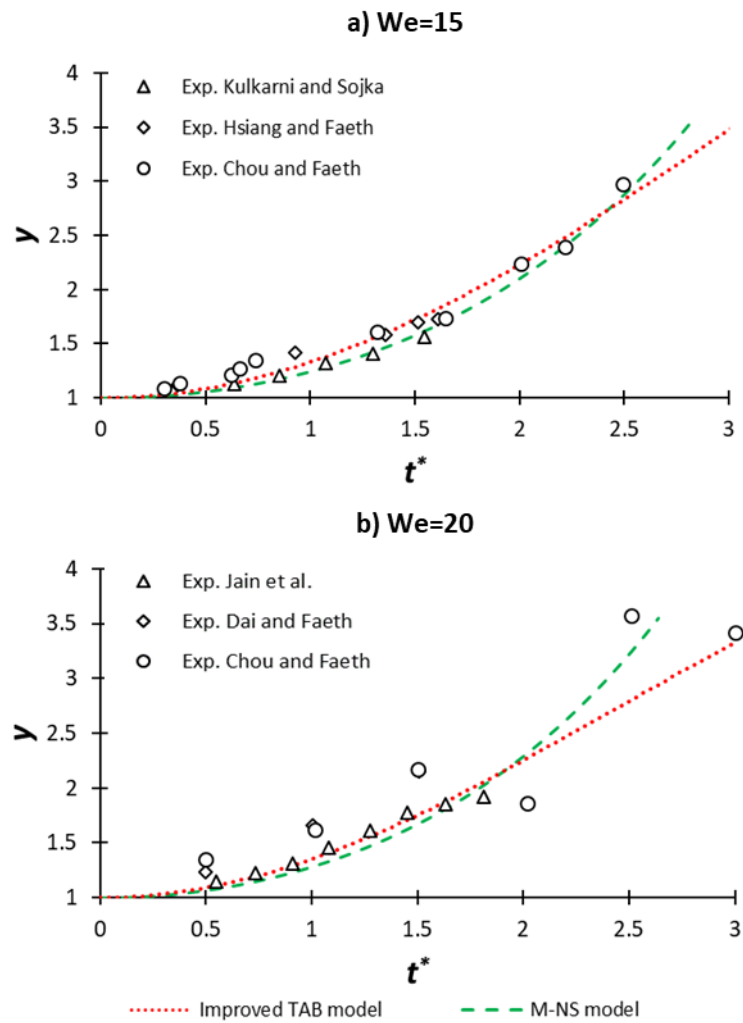 a) We=15
4
Exp. Kulkarni and Sojka
3.5
Exp. Hsiang and Faeth
3
Exp. Chou and Faeth
2.5
y
2
1.5
1
0 0.5 1 1.5 2 2.5 3
t*
b) We=20
4
Exp. Jain et al.
3.5
Exp. Dai and Faeth
3
Exp. Chou and Faeth
2.5
y
2
1.5
1
0 0.5 1 1.5 2 2.5 3
t*
Improved TAB model M-NS model